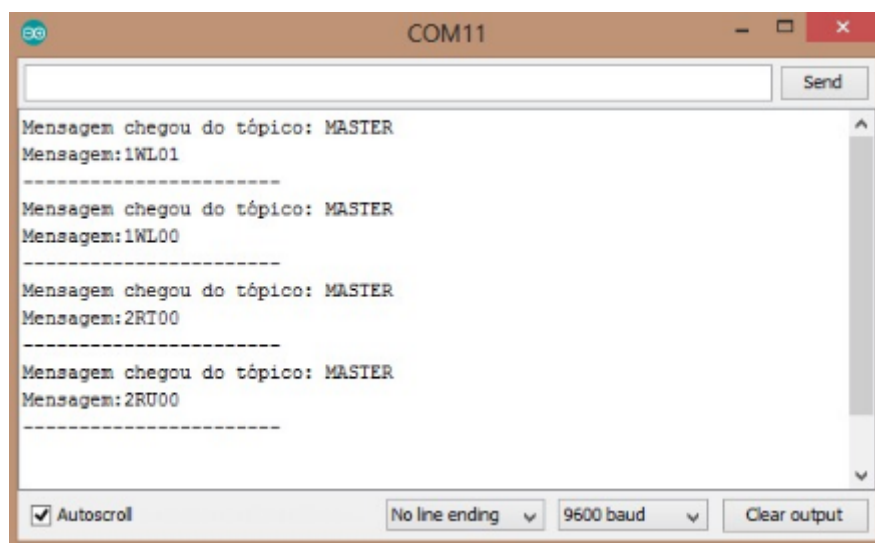 COM11
Send
Mensagem chegou do tópico: MASTER
Mensagem:1WL01
-----------------------
Mensagem chegou do tópico: MASTER
Mensagem:1WL00
-----------------------
Mensagem chegou do tópico: MASTER
Mensagem:2RT00
-----------------------
Mensagem chegou do tópico: MASTER
Mensagem:2RU00
-----------------------
Autoscroll No line ending 9600 baud Clear output